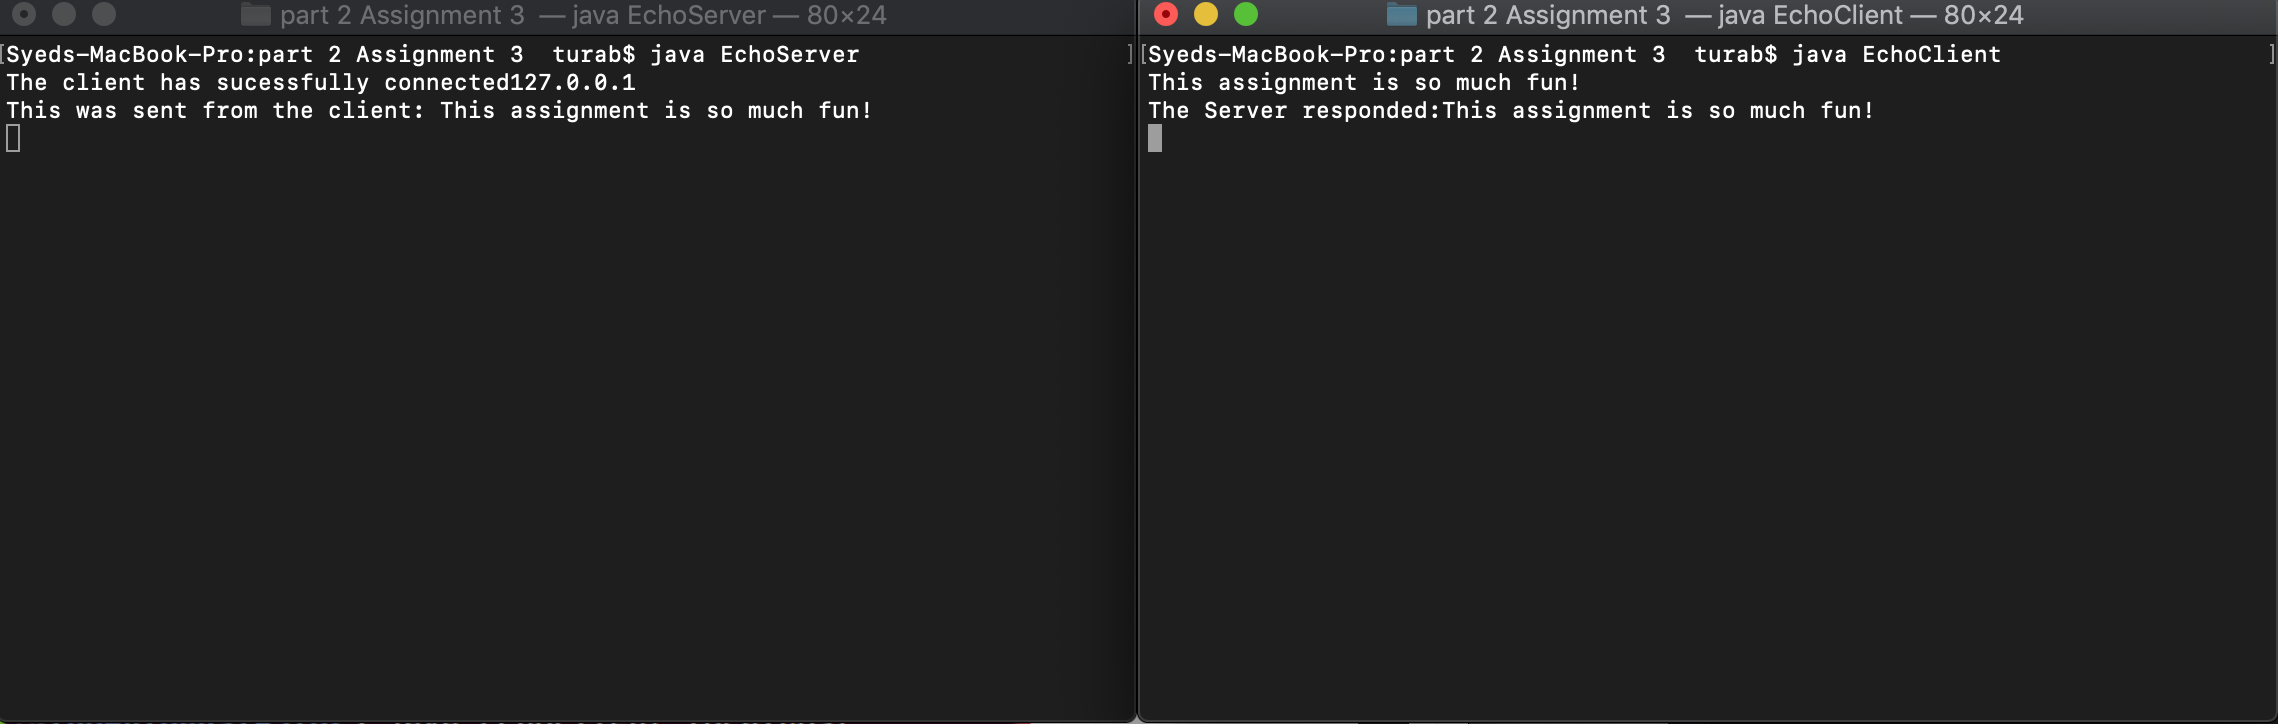 part 2 Assignment 3 — java EchoServer — 80×24
[Syeds-MacBook-Pro:part 2 Assignment 3  turab$ java EchoServer ]
The client has sucessfully connected127.0.0.1
This was sent from the client: This assignment is so much fun!
part 2 Assignment 3 — java EchoClient — 80×24
[Syeds-MacBook-Pro:part 2 Assignment 3  turab$ java EchoClient ]
This assignment is so much fun!
The Server responded:This assignment is so much fun!